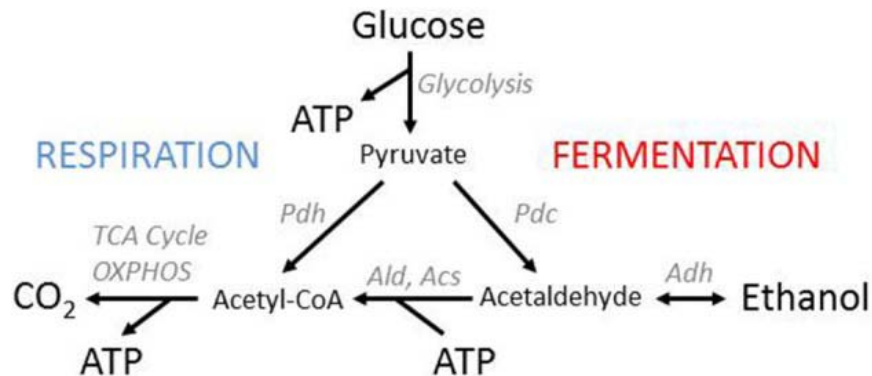 Glucose
Glycolysis
ATP
RESPIRATION
Pyruvate
FERMENTATION
Pdh
Pdc
TCA Cycle
OXPHOS
Ald, Acs
Adh
CO₂
Acetyl-CoA
Acetaldehyde
Ethanol
ATP
ATP